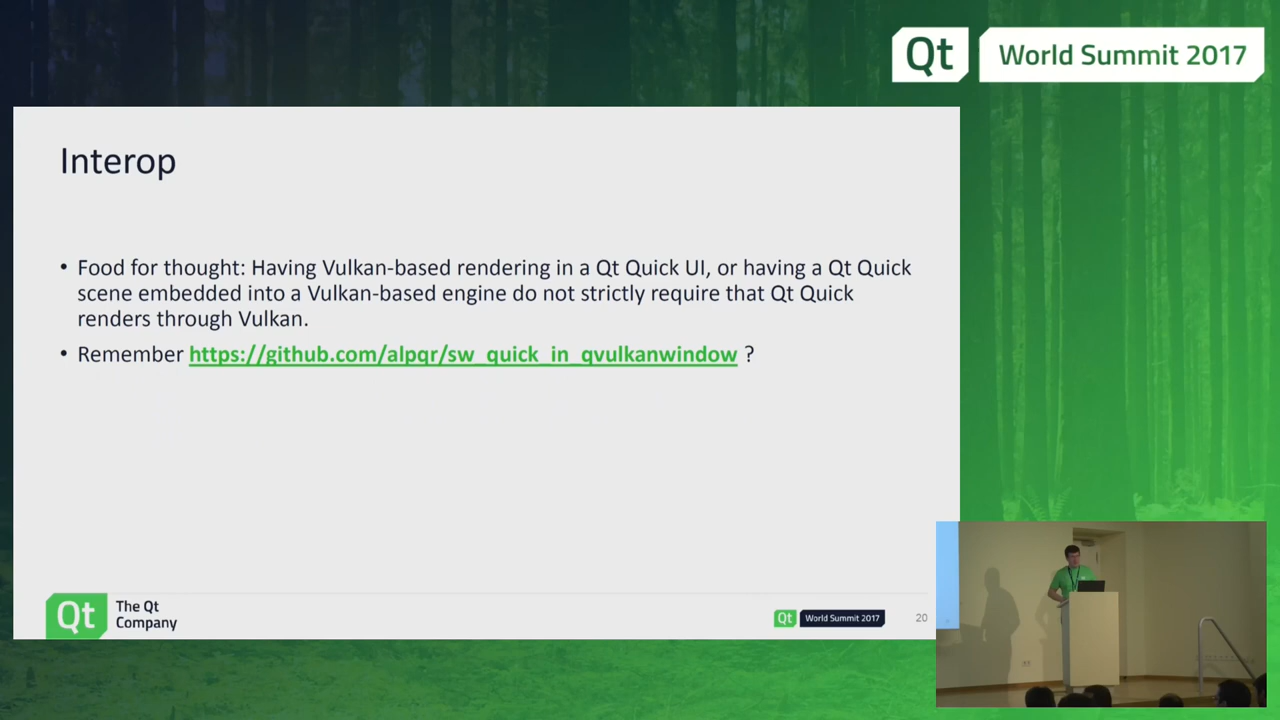 Qt World Summit 2017
Interop
• Food for thought: Having Vulkan-based rendering in a Qt Quick UI, or having a Qt Quick
scene embedded into a Vulkan-based engine do not strictly require that Qt Quick
renders through Vulkan.
• Remember https://github.com/alpqr/sw_quick_in_qvulkanwindow ?
Qt The Qt
Company
Qt World Summit 2017 20